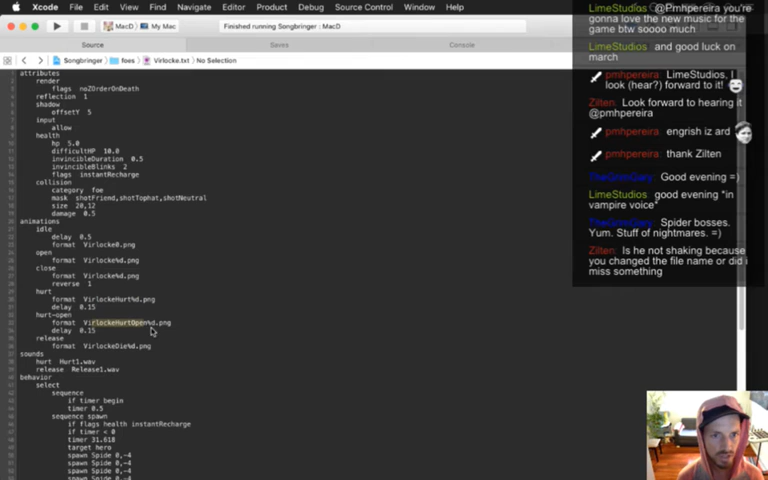 Xcode File Edit View Find Navigate Editor Product Debug Source Control Window Help
MacD My Mac
Finished running Songbringer : MacD
Source Saves Console
Songbringer foes Virlocke.txt No Selection
attributes
render
flags noZOrderOnDeath
reflection 1
shadow
offsetY 5
input
allow
health
hp 5.0
difficultHP 10.0
invincibleDuration 0.5
invincibleBlinks 2
flags instantRecharge
collision
category foe
mask shotFriend,shotTophat,shotNeutral
size 20,12
damage 0.5
animations
idle
delay 0.5
format Virlocke0.png
open
format Virlocke%d.png
close
format Virlocke%d.png
reverse 1
hurt
format VirlockeHurt%d.png
delay 0.15
hurt-open
format VirlockeHurtOpen%d.png
delay 0.15
release
format VirlockeDie%d.png
sounds
hurt Hurt1.wav
release Release1.wav
behavior
select
sequence
if timer begin
timer 0.5
sequence spawn
if flags health instantRecharge
if timer < 0
timer 31.618
target hero
spawn Spide 0,-4
spawn Spide 0,-4
spawn Spide 0,-4
spawn Spide 0,-4
LimeStudios @Pmhpereira you're
gonna love the new music for the
game btw soooo much
LimeStudios and good luck on
march
pmhpereira: LimeStudios, I
look (hear?) forward to it!
Zilten: Look forward to hearing it
@pmhpereira
pmhpereira: engrish iz ard
pmhpereira: thank Zilten
Good evening =)
LimeStudios good evening *in
vampire voice*
Spider bosses.
Yum. Stuff of nightmares. =)
Zilten: Is he not shaking because
you changed the file name or did i
miss something